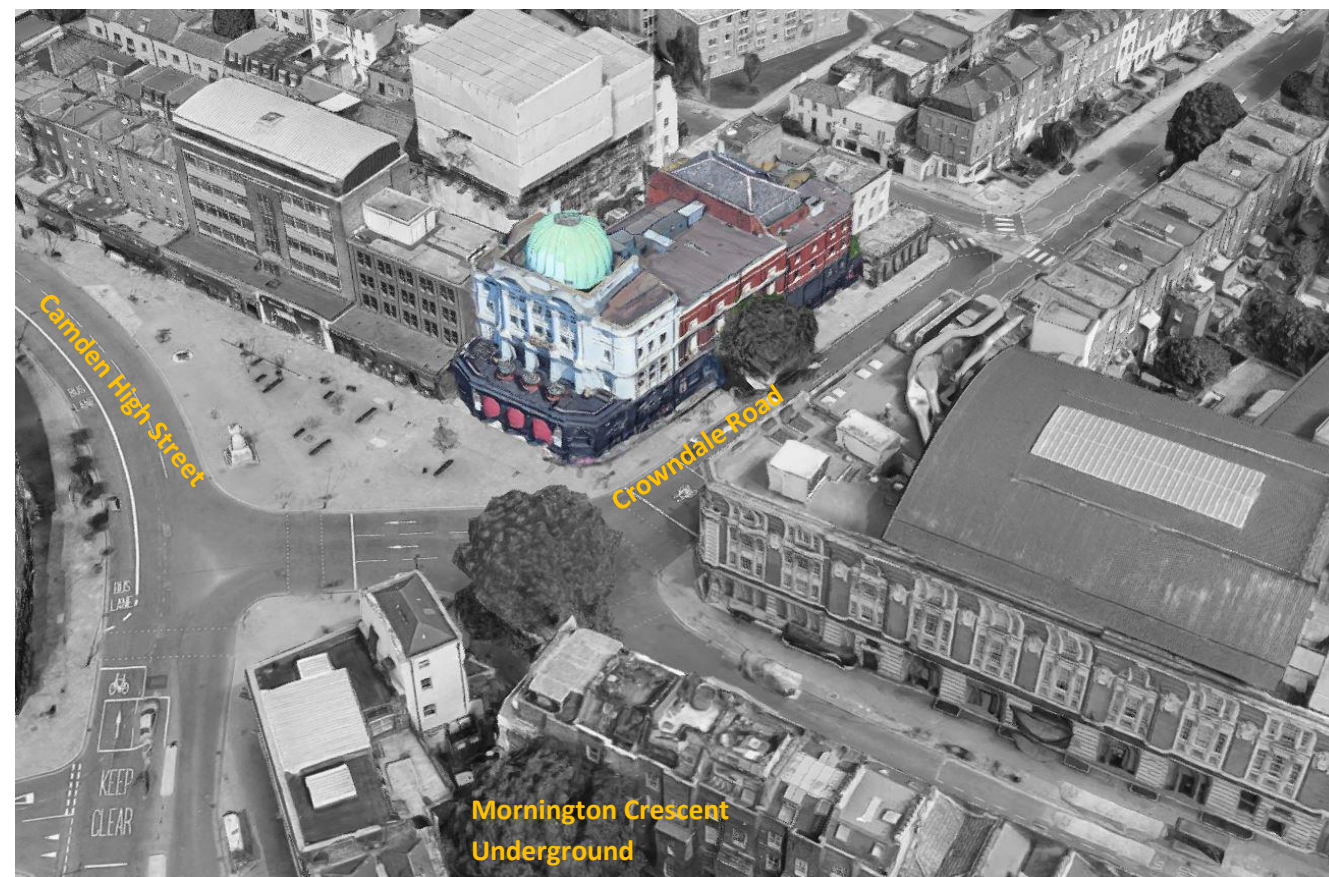 Camden High Street
Crowndale Road
BUS
LANE
BUS
LANE
KEEP
CLEAR
Mornington Crescent
Underground